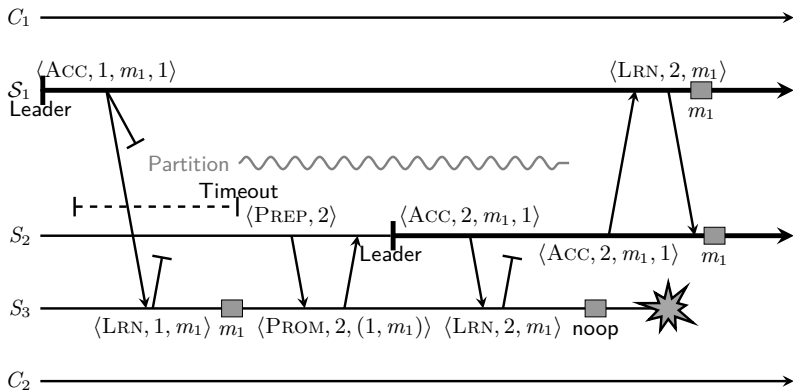 C1
⟨ACC, 1, m1, 1⟩
⟨LRN, 2, m1⟩
S1
Leader
m1
Partition
Timeout
⟨PREP, 2⟩
⟨ACC, 2, m1, 1⟩
S2
Leader
⟨ACC, 2, m1, 1⟩
m1
S3
⟨LRN, 1, m1⟩
m1
⟨PROM, 2, (1, m1)⟩
⟨LRN, 2, m1⟩
noop
C2